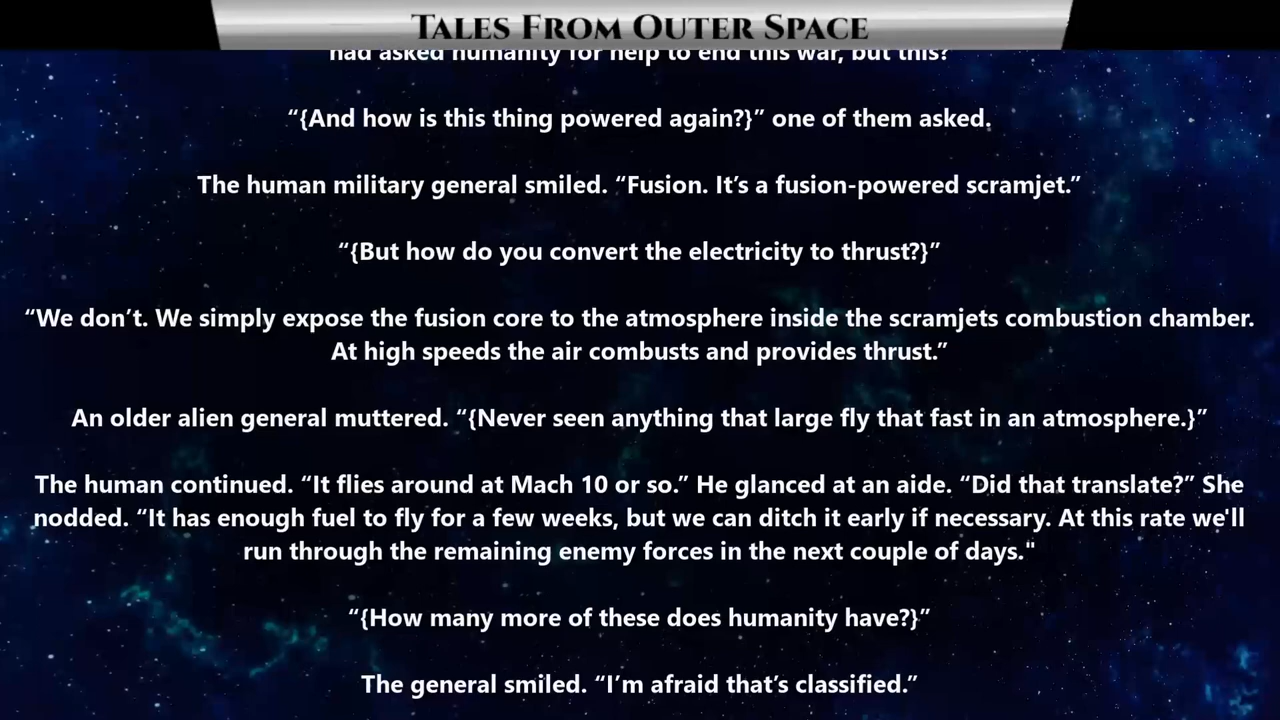 TALES FROM OUTER SPACE
had asked humanity for help to end this war, but this?
“{And how is this thing powered again?}” one of them asked.
The human military general smiled. “Fusion. It’s a fusion-powered scramjet.”
“{But how do you convert the electricity to thrust?}”
“We don’t. We simply expose the fusion core to the atmosphere inside the scramjets combustion chamber.
At high speeds the air combusts and provides thrust.”
An older alien general muttered. “{Never seen anything that large fly that fast in an atmosphere.}”
The human continued. “It flies around at Mach 10 or so.” He glanced at an aide. “Did that translate?” She
nodded. “It has enough fuel to fly for a few weeks, but we can ditch it early if necessary. At this rate we'll
run through the remaining enemy forces in the next couple of days."
“{How many more of these does humanity have?}”
The general smiled. “I’m afraid that’s classified.”